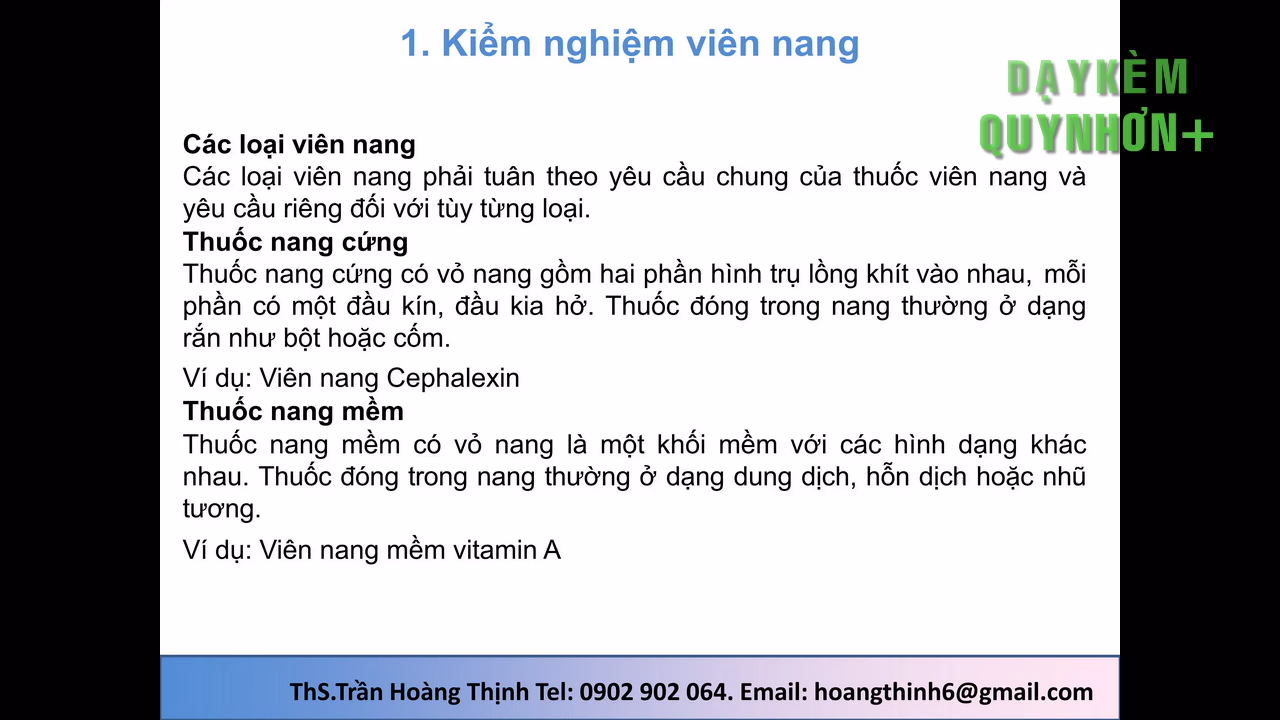 1. Kiểm nghiệm viên nang
DẠYKÈM
QUYNHƠN+
Các loại viên nang
Các loại viên nang phải tuân theo yêu cầu chung của thuốc viên nang và
yêu cầu riêng đối với tùy từng loại.
Thuốc nang cứng
Thuốc nang cứng có vỏ nang gồm hai phần hình trụ lồng khít vào nhau, mỗi
phần có một đầu kín, đầu kia hở. Thuốc đóng trong nang thường ở dạng
rắn như bột hoặc cốm.
Ví dụ: Viên nang Cephalexin
Thuốc nang mềm
Thuốc nang mềm có vỏ nang là một khối mềm với các hình dạng khác
nhau. Thuốc đóng trong nang thường ở dạng dung dịch, hỗn dịch hoặc nhũ
tương.
Ví dụ: Viên nang mềm vitamin A
ThS.Trần Hoàng Thịnh Tel: 0902 902 064. Email: hoangthinh6@gmail.com